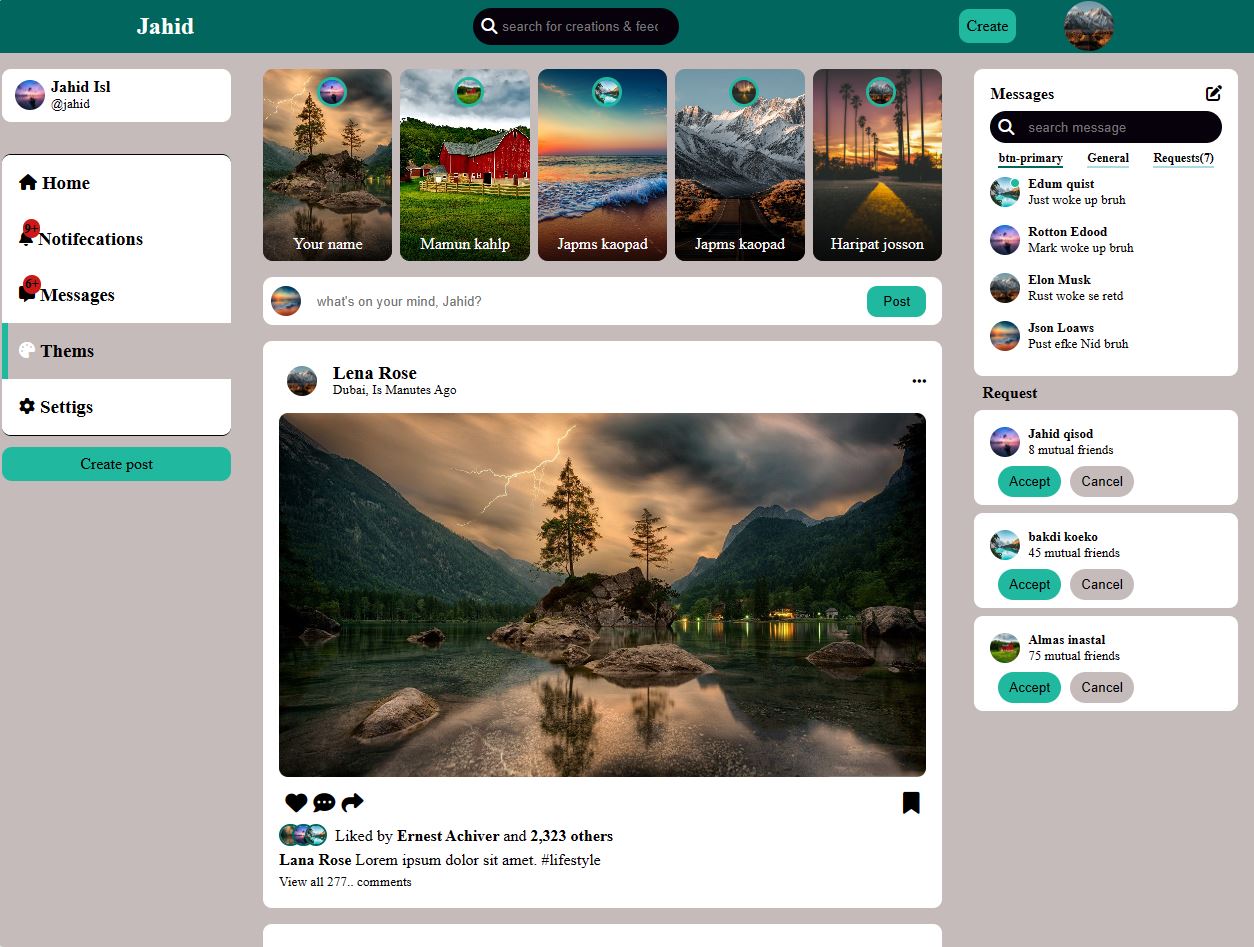 Jahid
search for creations & feed
Create
Jahid Isl
@jahid
Home
9+
Notifecations
6+
Messages
Thems
Settigs
Create post
Your name
Mamun kahlp
Japms kaopad
Japms kaopad
Haripat josson
what's on your mind, Jahid?
Post
Lena Rose
Dubai, Is Manutes Ago
Liked by Ernest Achiver and 2,323 others
Lana Rose Lorem ipsum dolor sit amet. #lifestyle
View all 277.. comments
Messages
search message
btn-primary General Requests(7)
Edum quist
Just woke up bruh
Rotton Edood
Mark woke up bruh
Elon Musk
Rust woke se retd
Json Loaws
Pust efke Nid bruh
Request
Jahid qisod
8 mutual friends
Accept Cancel
bakdi koeko
45 mutual friends
Accept Cancel
Almas inastal
75 mutual friends
Accept Cancel